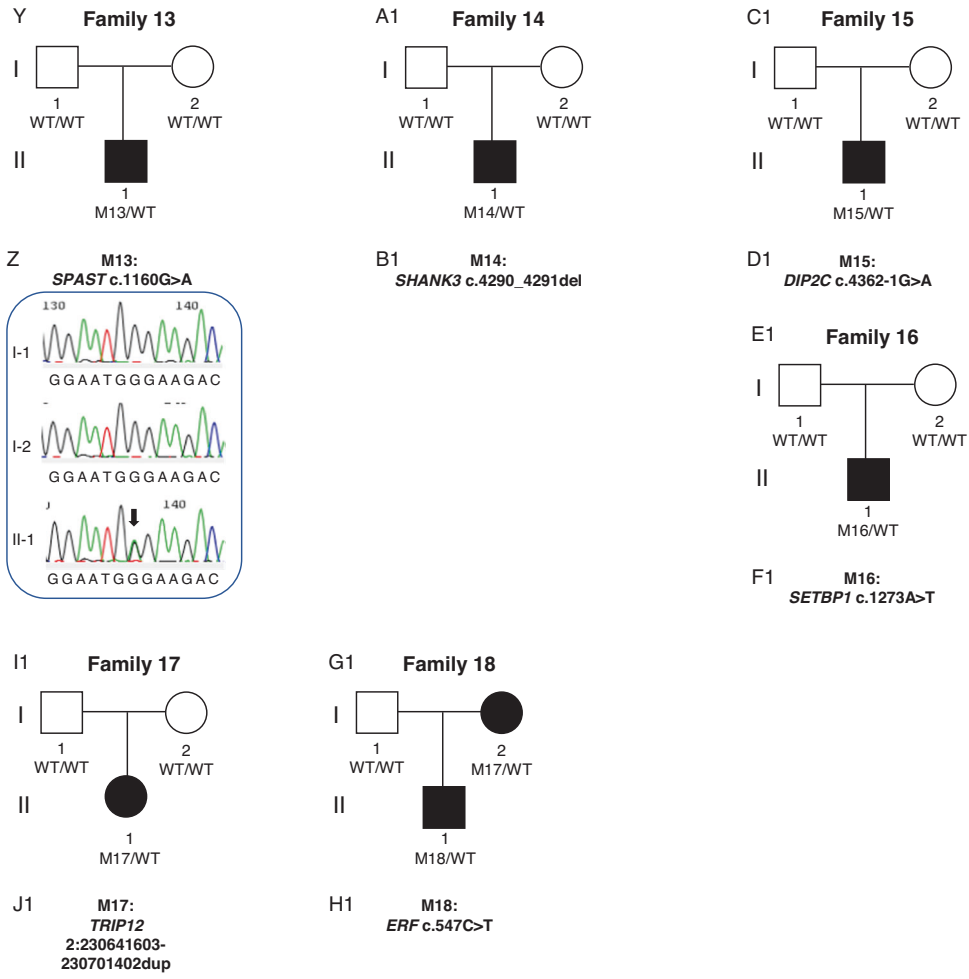 Y Family 13
I
1 2
WT/WT WT/WT
II
1
M13/WT
Z M13:
SPAST c.1160G>A
130 140
I-1
GGAATGGGAAGAC
I-2
GGAATGGGAAGAC
140
II-1
GGAATGGGAAGAC
A1 Family 14
I
1 2
WT/WT WT/WT
II
1
M14/WT
B1 M14:
SHANK3 c.4290_4291del
C1 Family 15
I
1 2
WT/WT WT/WT
II
1
M15/WT
D1 M15:
DIP2C c.4362-1G>A
E1 Family 16
I
1 2
WT/WT WT/WT
II
1
M16/WT
F1 M16:
SETBP1 c.1273A>T
I1 Family 17
I
1 2
WT/WT WT/WT
II
1
M17/WT
J1 M17:
TRIP12
2:230641603-
230701402dup
G1 Family 18
I
1 2
WT/WT M17/WT
II
1
M18/WT
H1 M18:
ERF c.547C>T